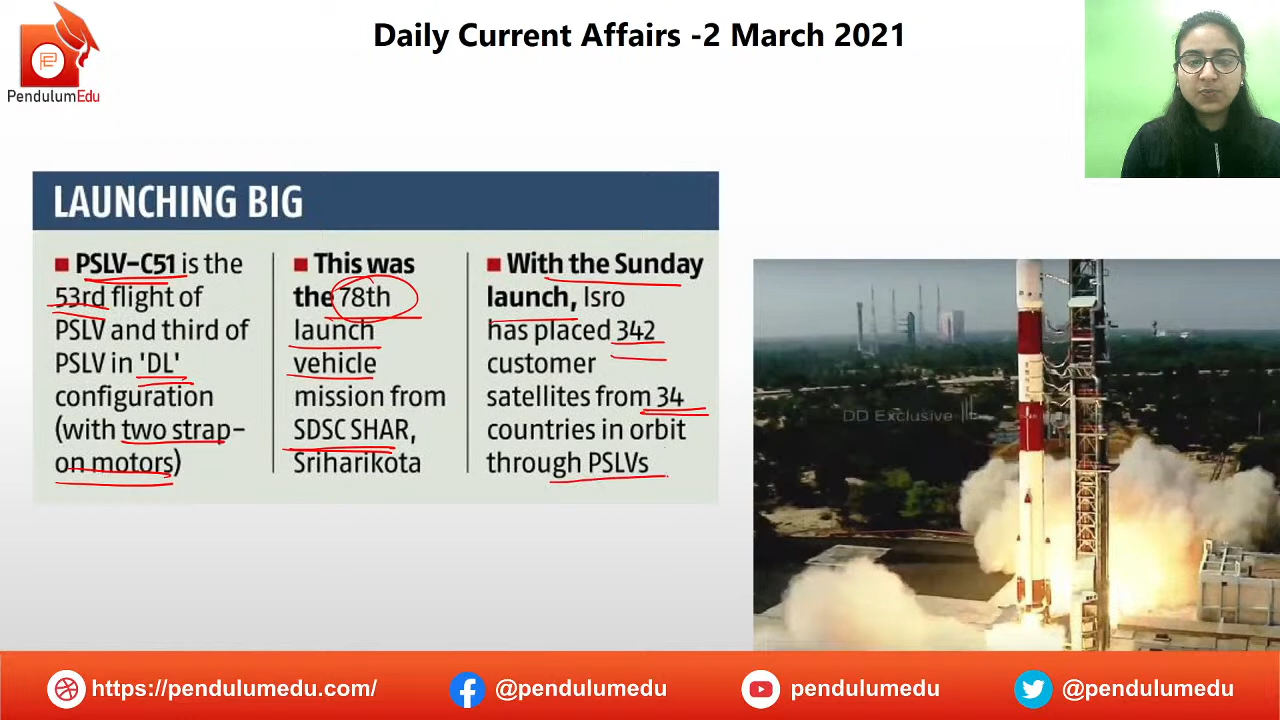 Daily Current Affairs -2 March 2021
PE
PendulumEdu
LAUNCHING BIG
PSLV-C51 is the
53rd flight of
PSLV and third of
PSLV in 'DL'
configuration
(with two strap-
on motors)
This was
the 78th
launch
vehicle
mission from
SDSC SHAR,
Sriharikota
With the Sunday
launch, Isro
has placed 342
customer
satellites from 34
countries in orbit
through PSLVs
DD Exclusive
https://pendulumedu.com/
@pendulumedu
pendulumedu
@pendulumedu